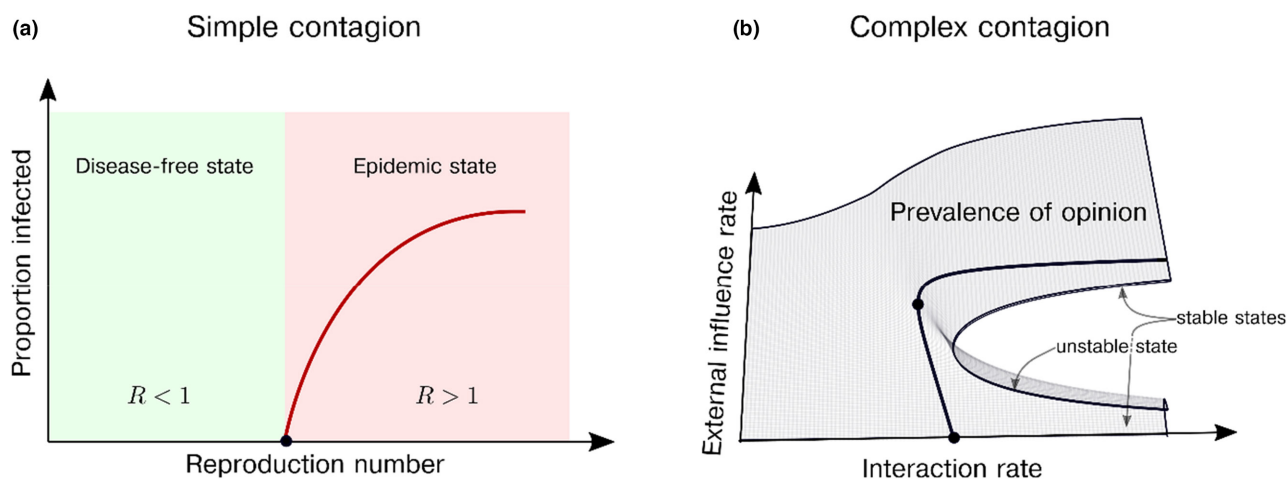 (a)
Simple contagion
Proportion infected
Disease-free state
Epidemic state
R < 1
R > 1
Reproduction number
(b)
Complex contagion
External influence rate
Prevalence of opinion
stable states
unstable state
Interaction rate